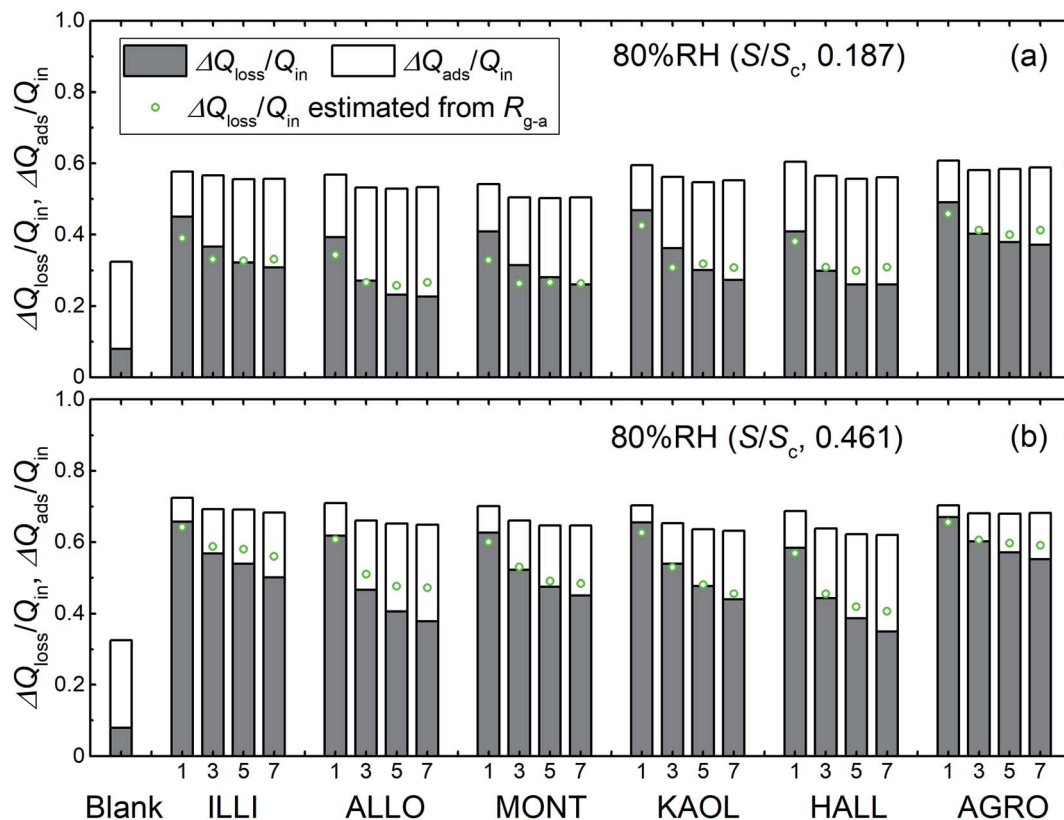 1.0
0.8
0.6
0.4
0.2
0
ΔQloss/Qin, ΔQads/Qin
ΔQloss/Qin ΔQads/Qin
ΔQloss/Qin estimated from Rg-a
80%RH (S/Sc, 0.187) (a)
1.0
0.8
0.6
0.4
0.2
0
ΔQloss/Qin, ΔQads/Qin
80%RH (S/Sc, 0.461) (b)
1 3 5 7 1 3 5 7 1 3 5 7 1 3 5 7 1 3 5 7 1 3 5 7
Blank ILLI ALLO MONT KAOL HALL AGRO